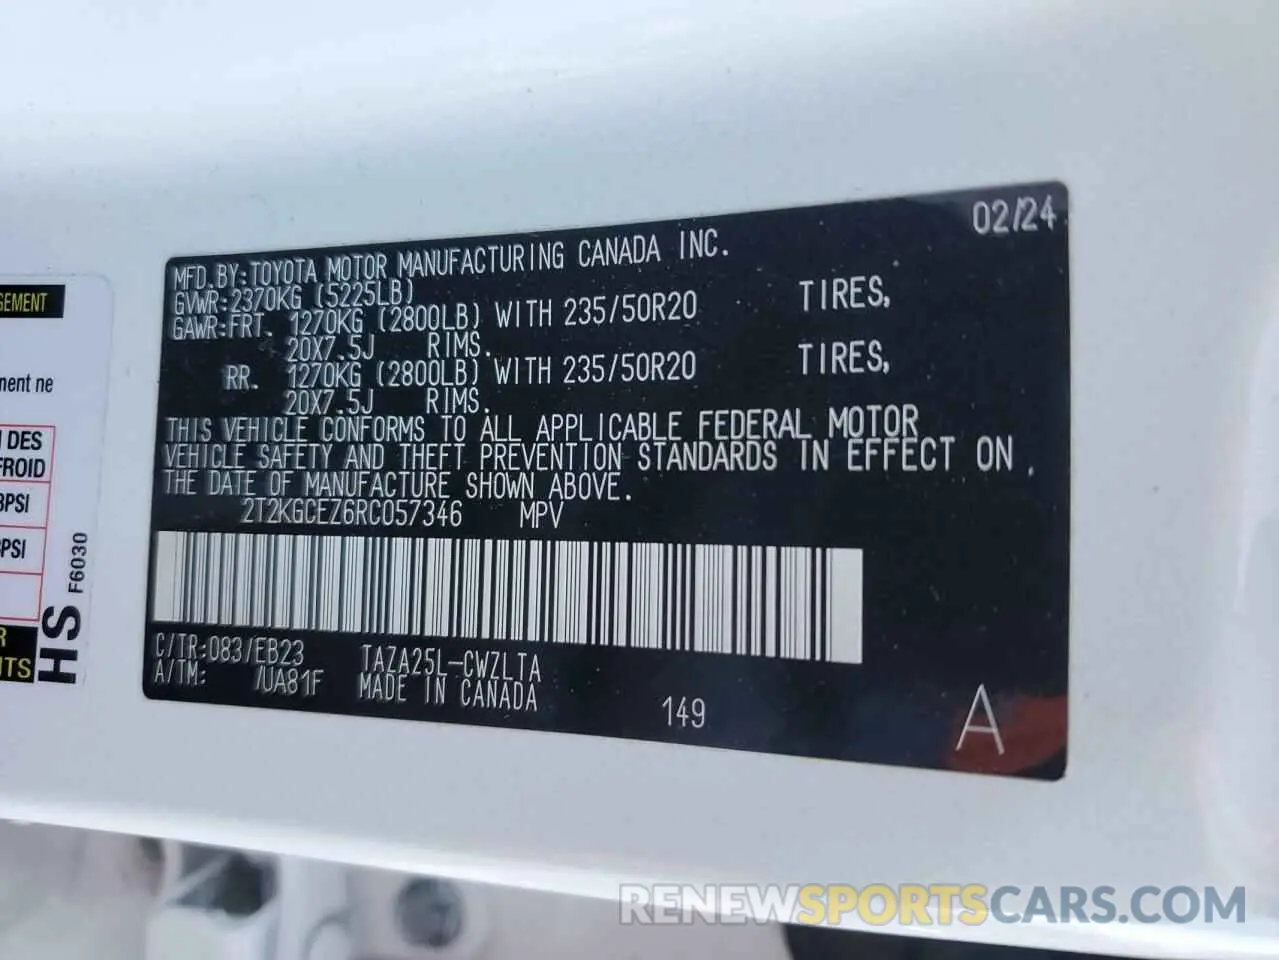 02/24
MFD.BY:TOYOTA MOTOR MANUFACTURING CANADA INC.
GVWR:2370KG (5225LB)
GAWR:FRT. 1270KG (2800LB) WITH 235/50R20 TIRES,
20X7.5J RIMS.
RR. 1270KG (2800LB) WITH 235/50R20 TIRES,
20X7.5J RIMS.
THIS VEHICLE CONFORMS TO ALL APPLICABLE FEDERAL MOTOR
VEHICLE SAFETY AND THEFT PREVENTION STANDARDS IN EFFECT ON
THE DATE OF MANUFACTURE SHOWN ABOVE.
2T2KGCEZ6RC057346 MPV
C/TR:083/EB23 TAZA25L-CWZLTA
A/TM: /UA81F MADE IN CANADA
149
A
GEMENT
nent ne
DES
FROID
PSI
PSI
R
ITS
HS F6030
RENEWSPORTSCARS.COM